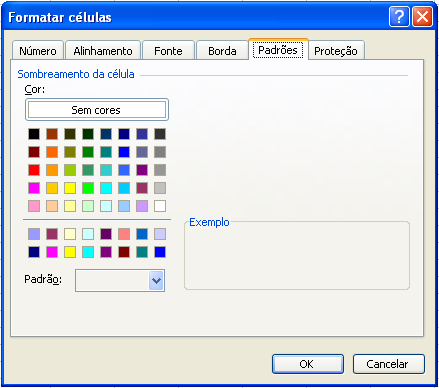 Formatar células
Número Alinhamento Fonte Borda Padrões Proteção
Sombreamento da célula
Cor:
Sem cores
Exemplo
Padrão:
OK Cancelar